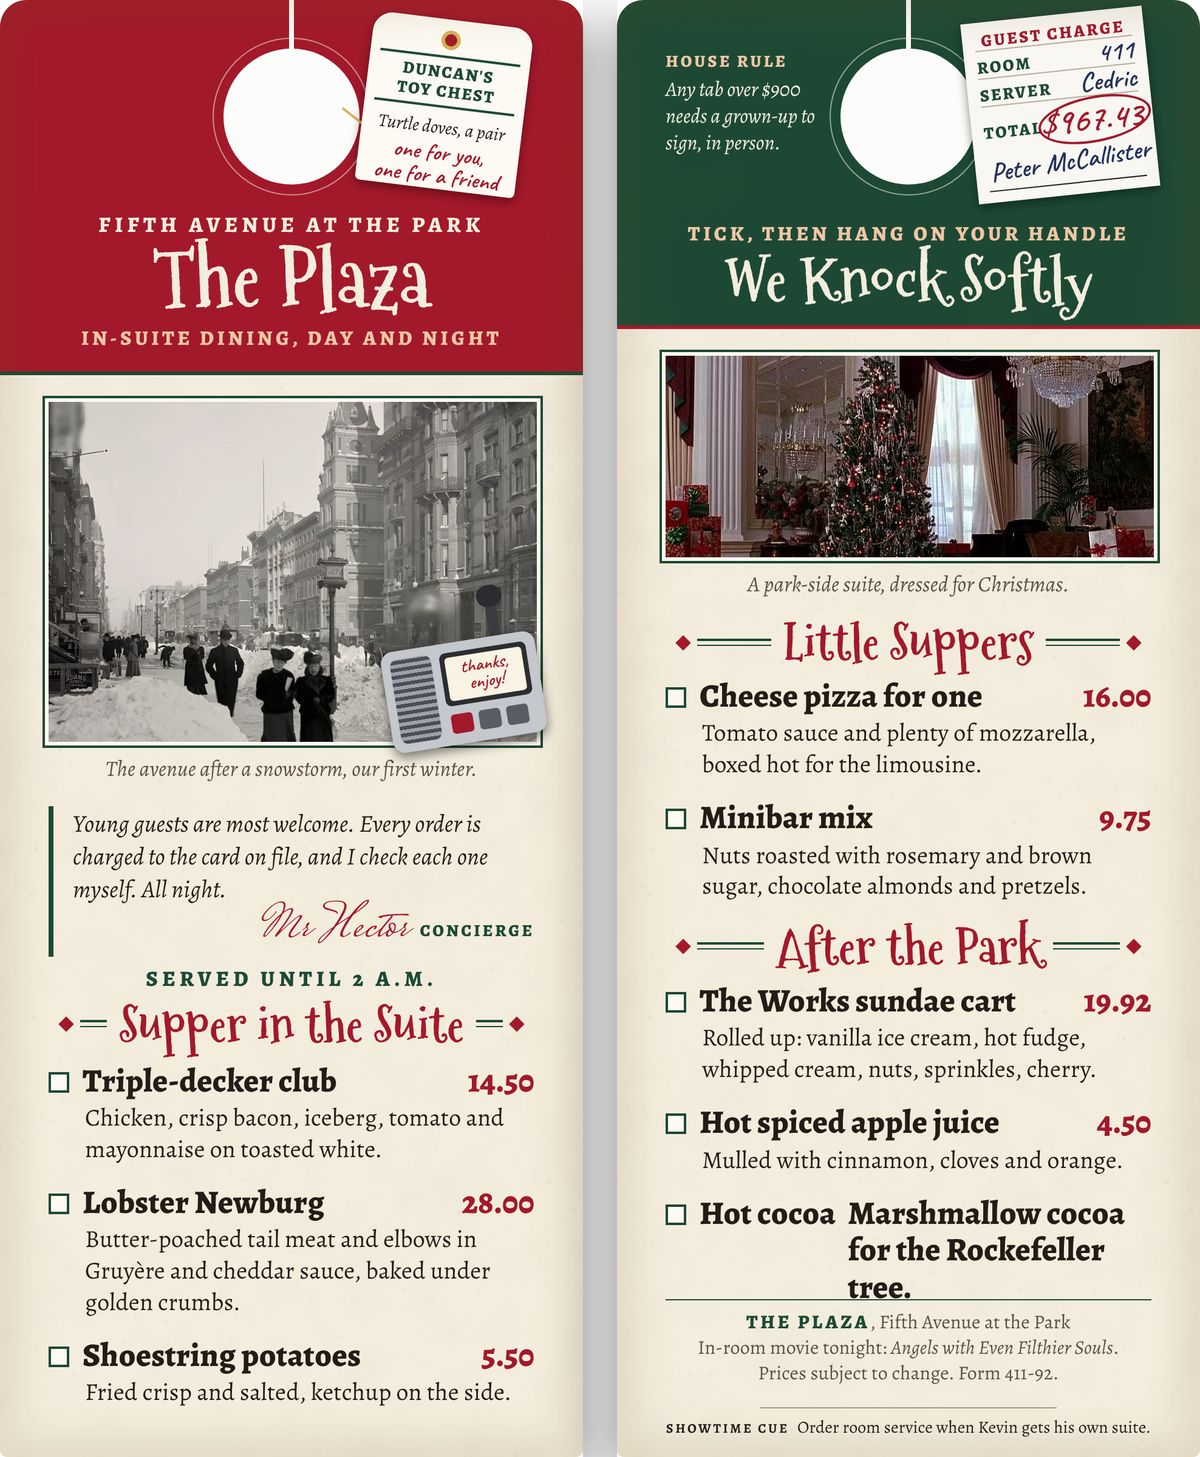 DUNCAN'S
TOY CHEST
Turtle doves, a pair
one for you,
one for a friend
FIFTH AVENUE AT THE PARK
The Plaza
IN-SUITE DINING, DAY AND NIGHT
thanks,
enjoy!
The avenue after a snowstorm, our first winter.
Young guests are most welcome. Every order is
charged to the card on file, and I check each one
myself. All night.
Mr Hector CONCIERGE
SERVED UNTIL 2 A.M.
Supper in the Suite
Triple-decker club 14.50
Chicken, crisp bacon, iceberg, tomato and
mayonnaise on toasted white.
Lobster Newburg 28.00
Butter-poached tail meat and elbows in
Gruyère and cheddar sauce, baked under
golden crumbs.
Shoestring potatoes 5.50
Fried crisp and salted, ketchup on the side.
HOUSE RULE
Any tab over $900
needs a grown-up to
sign, in person.
GUEST CHARGE
ROOM 411
SERVER Cedric
TOTAL $967.43
Peter McCallister
TICK, THEN HANG ON YOUR HANDLE
We Knock Softly
A park-side suite, dressed for Christmas.
Little Suppers
Cheese pizza for one 16.00
Tomato sauce and plenty of mozzarella,
boxed hot for the limousine.
Minibar mix 9.75
Nuts roasted with rosemary and brown
sugar, chocolate almonds and pretzels.
After the Park
The Works sundae cart 19.92
Rolled up: vanilla ice cream, hot fudge,
whipped cream, nuts, sprinkles, cherry.
Hot spiced apple juice 4.50
Mulled with cinnamon, cloves and orange.
Hot cocoa Marshmallow cocoa
for the Rockefeller
tree.
THE PLAZA, Fifth Avenue at the Park
In-room movie tonight: Angels with Even Filthier Souls.
Prices subject to change. Form 411-92.
SHOWTIME CUE Order room service when Kevin gets his own suite.